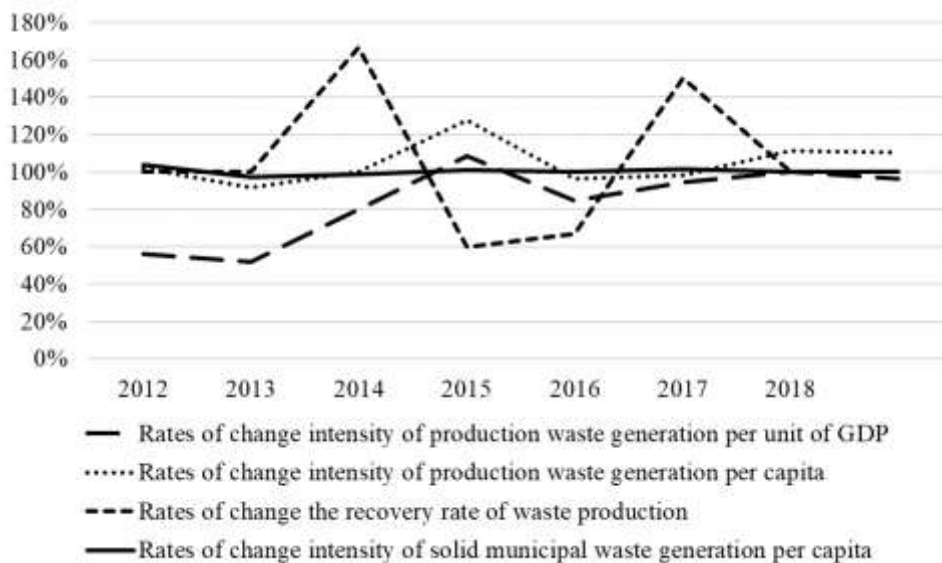 180%
160%
140%
120%
100%
80%
60%
40%
20%
0%
2012 2013 2014 2015 2016 2017 2018
Rates of change intensity of production waste generation per unit of GDP
Rates of change intensity of production waste generation per capita
Rates of change the recovery rate of waste production
Rates of change intensity of solid municipal waste generation per capita